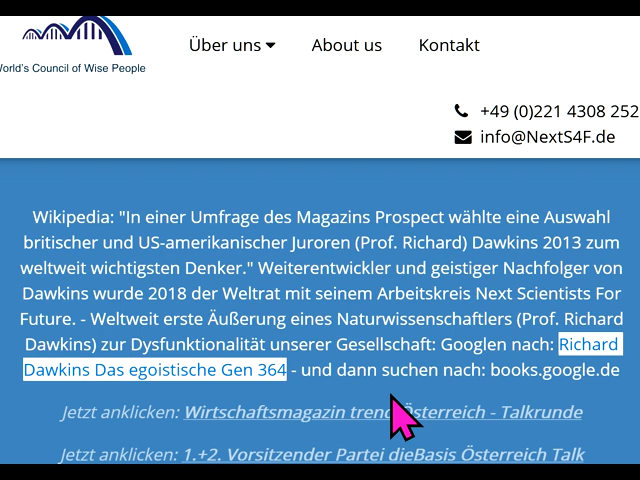 Über uns About us Kontakt
World's Council of Wise People
+49 (0)221 4308 252
info@NextS4F.de
Wikipedia: "In einer Umfrage des Magazins Prospect wählte eine Auswahl
britischer und US-amerikanischer Juroren (Prof. Richard) Dawkins 2013 zum
weltweit wichtigsten Denker." Weiterentwickler und geistiger Nachfolger von
Dawkins wurde 2018 der Weltrat mit seinem Arbeitskreis Next Scientists For
Future. - Weltweit erste Äußerung eines Naturwissenschaftlers (Prof. Richard
Dawkins) zur Dysfunktionalität unserer Gesellschaft: Googlen nach: Richard
Dawkins Das egoistische Gen 364 - und dann suchen nach: books.google.de
Jetzt anklicken: Wirtschaftsmagazin trend Österreich - Talkrunde
Jetzt anklicken: 1.+2. Vorsitzender Partei dieBasis Österreich Talk